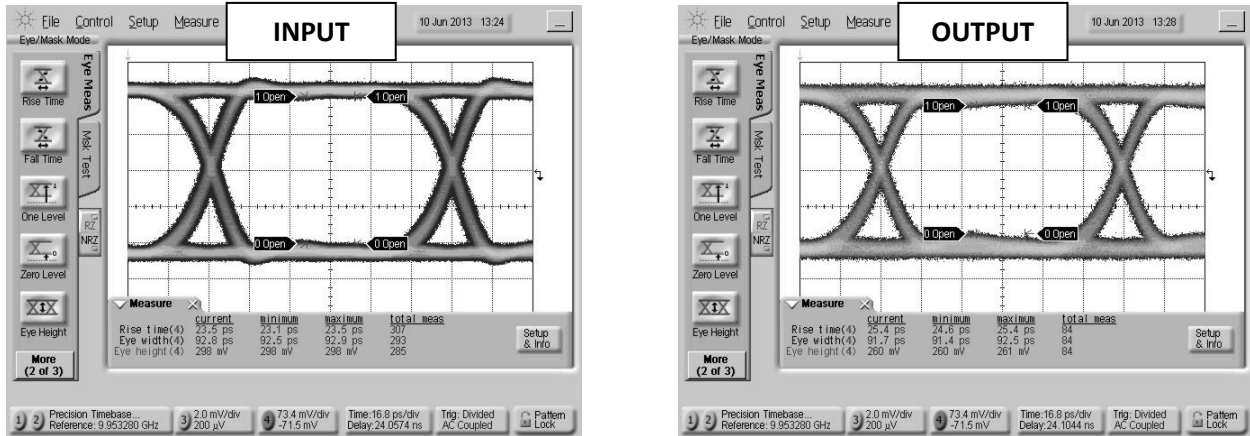 INPUT
File Control Setup Measure
10 Jun 2013 13:24
Eye/Mask Mode
Eye Meas
Msk Test
RZ
NRZ
Rise Time
Fall Time
One Level
Zero Level
Eye Height
More
(2 of 3)
1 Open 1 Open
0 Open 0 Open
Measure
current minimum maximum total meas
Rise time(4) 23.5 ps 23.1 ps 23.5 ps 307
Eye width(4) 92.8 ps 92.5 ps 92.9 ps 293
Eye height(4) 298 mV 298 mV 298 mV 285
Setup
& Info
1 2 Precision Timebase...
Reference: 9.953280 GHz
3 2.0 mV/div
200 µV
4 73.4 mV/div
-71.5 mV
Time:16.8 ps/div
Delay:24.0574 ns
Trig: Divided
AC Coupled
Pattern
Lock
OUTPUT
File Control Setup Measure
10 Jun 2013 13:28
Eye/Mask Mode
Eye Meas
Msk Test
RZ
NRZ
Rise Time
Fall Time
One Level
Zero Level
Eye Height
More
(2 of 3)
1 Open 1 Open
0 Open 0 Open
Measure
current minimum maximum total meas
Rise time(4) 25.4 ps 24.6 ps 25.4 ps 84
Eye width(4) 91.7 ps 91.4 ps 92.5 ps 84
Eye height(4) 260 mV 260 mV 261 mV 84
Setup
& Info
1 2 Precision Timebase...
Reference: 9.953280 GHz
3 2.0 mV/div
200 µV
4 73.4 mV/div
-71.5 mV
Time:16.8 ps/div
Delay:24.1044 ns
Trig: Divided
AC Coupled
Pattern
Lock